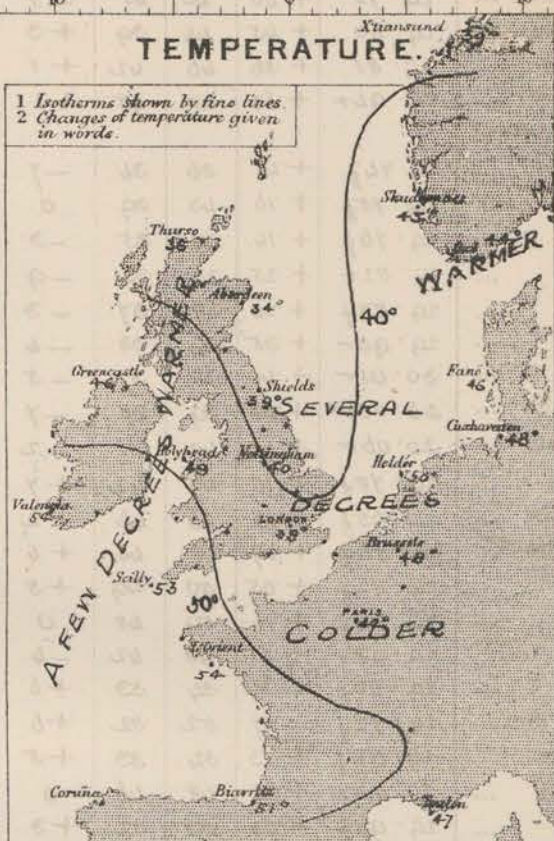 Xtiansund
TEMPERATURE.
1 Isotherms shown by fine lines.
2 Changes of temperature given
in words.
Skudesnaes
45°
Thurso
36
44°
WARMER
Aberdeen
34°
40°
Greencastle
46
Shields
39°
Fanö
46
SEVERAL
Cuxhaven
48°
Holyhead
49
Nottingham
40
Helder
50
Valencia
54
DEGREES
LONDON
39
Brussels
48°
A FEW DEGREES WARMER
Scilly 53
50°
PARIS
COLDER
L'Orient
54
Coruña
Biarritz
51°
Toulon
47